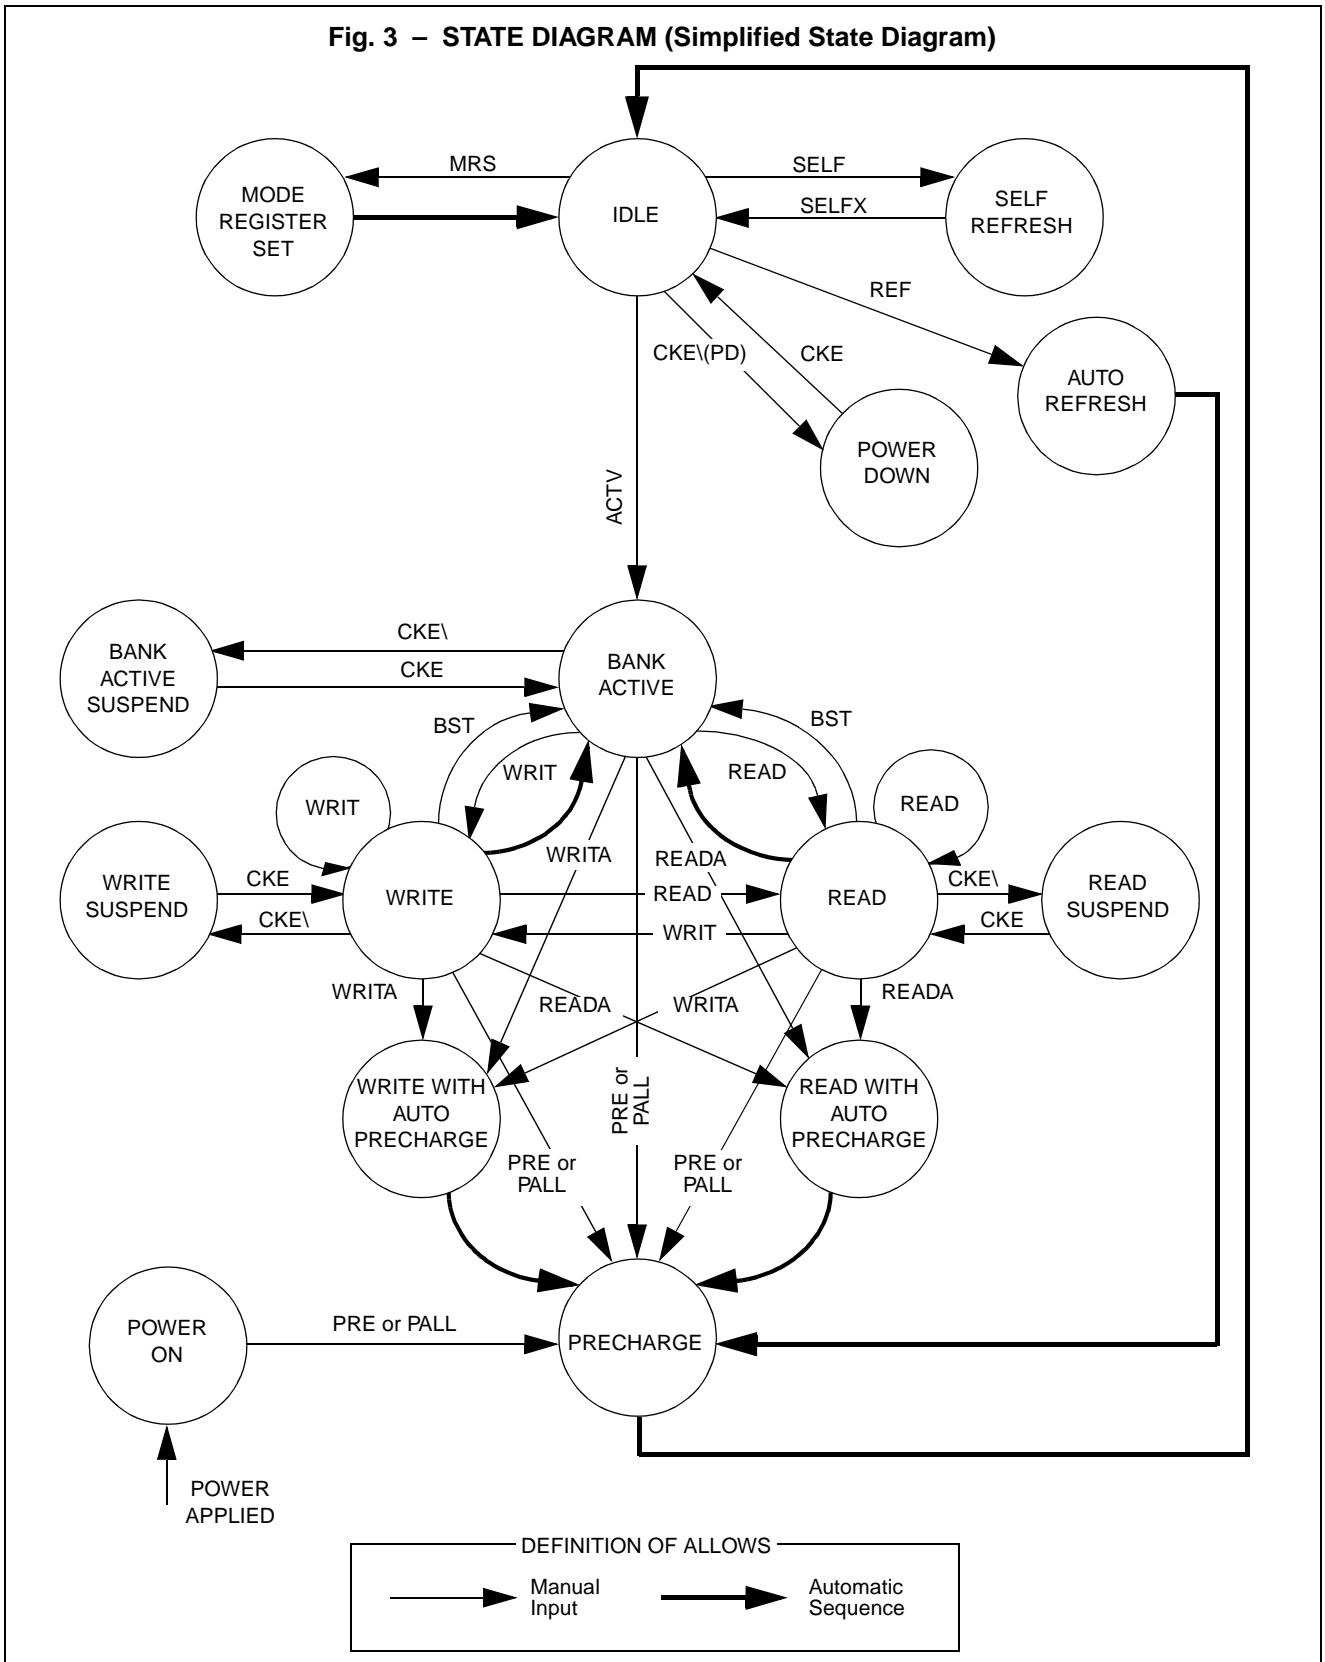 Fig. 3 – STATE DIAGRAM (Simplified State Diagram)
MODE
REGISTER
SET
MRS
IDLE
SELF
SELFX
SELF
REFRESH
REF
CKE\(PD)
CKE
AUTO
REFRESH
POWER
DOWN
ACTV
BANK
ACTIVE
SUSPEND
CKE\
CKE
BANK
ACTIVE
BST
BST
WRIT
READ
WRIT
READ
WRITA
READA
WRITE
SUSPEND
CKE
CKE\
WRITE
READ
WRIT
READ
CKE\
CKE
READ
SUSPEND
WRITA
READA
WRITA
READA
WRITE WITH
AUTO
PRECHARGE
PRE or
PALL
READ WITH
AUTO
PRECHARGE
PRE or
PALL
PRE or
PALL
POWER
ON
PRE or PALL
PRECHARGE
POWER
APPLIED
DEFINITION OF ALLOWS
Manual
Input
Automatic
Sequence